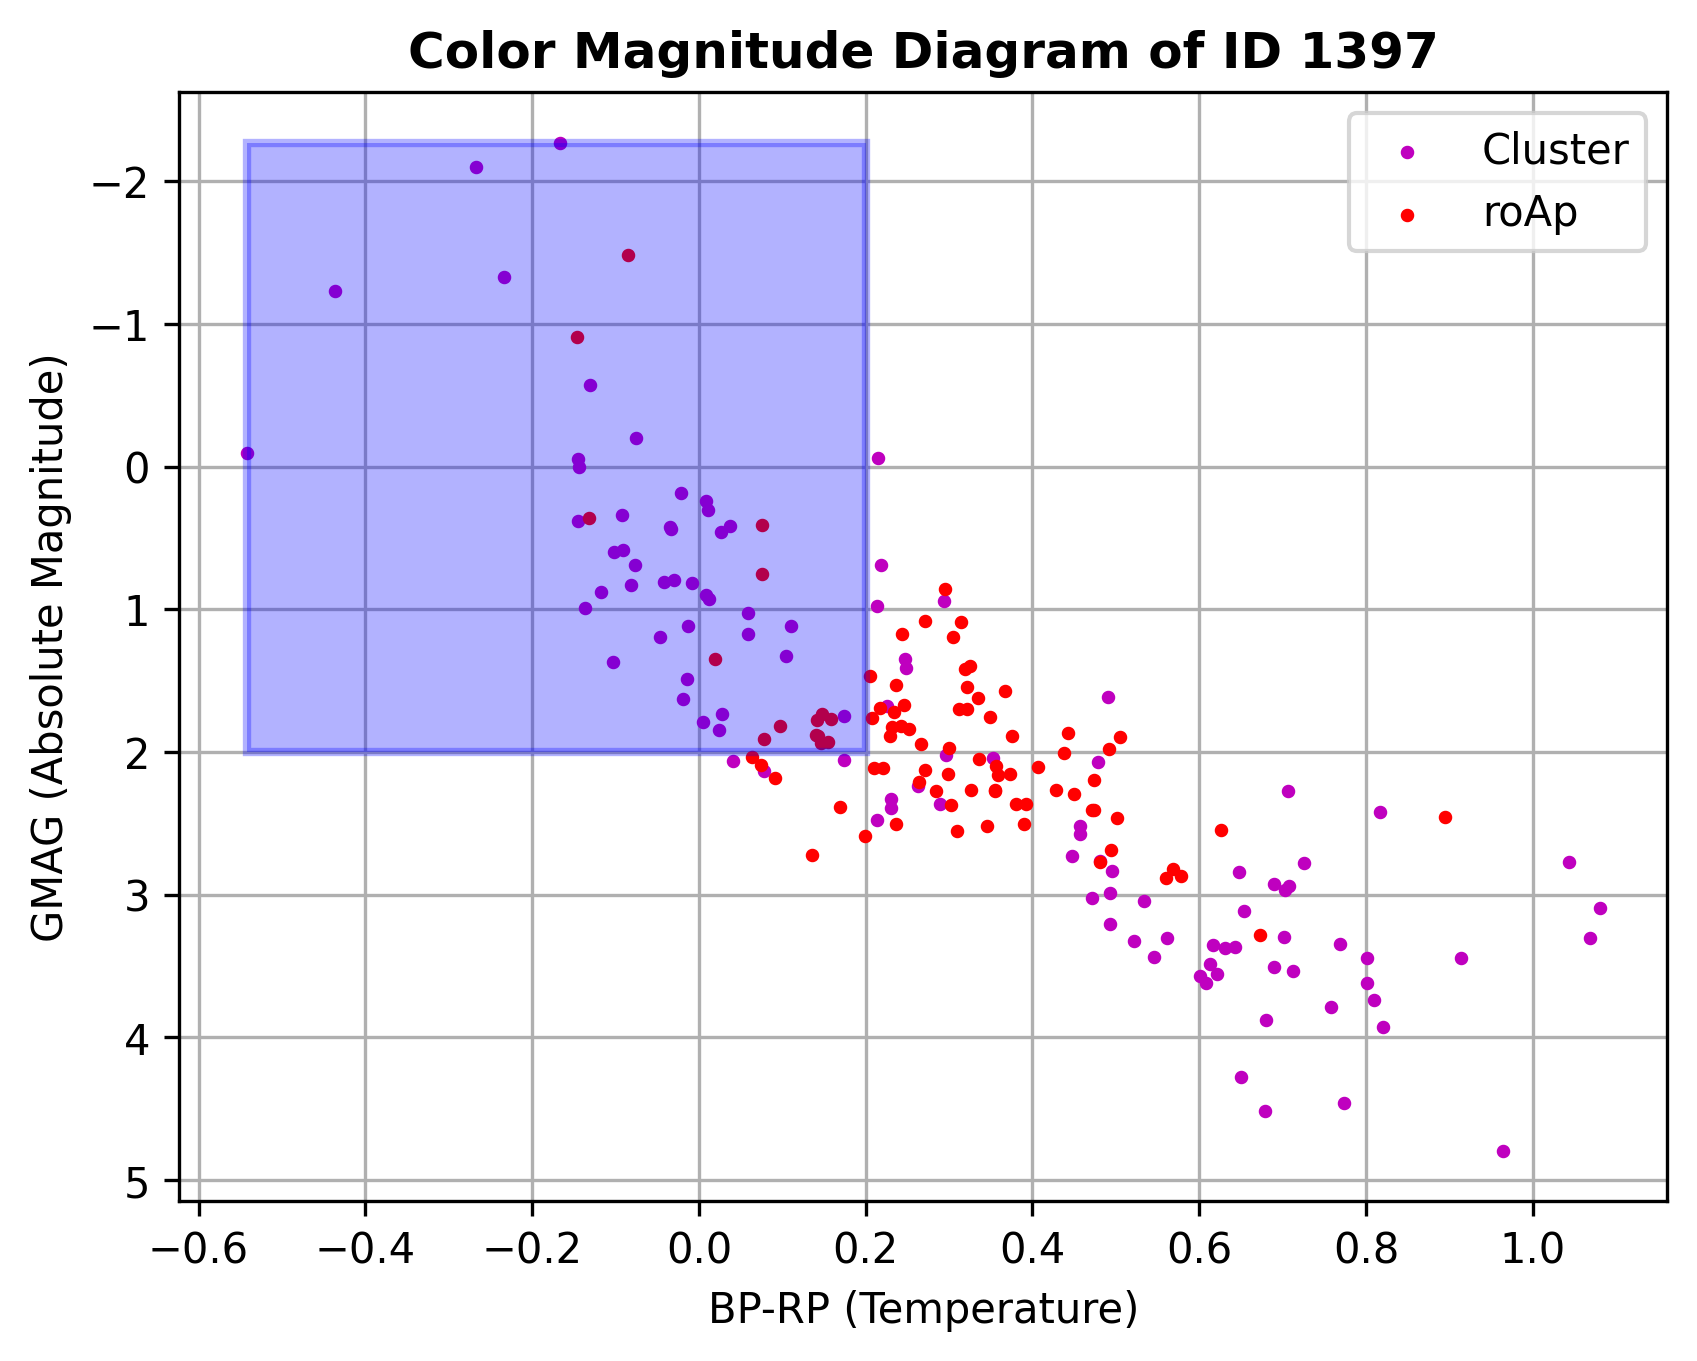 Color Magnitude Diagram of ID 1397
Cluster
roAp
GMAG (Absolute Magnitude)
−2
−1
0
1
2
3
4
5
−0.6 −0.4 −0.2 0.0 0.2 0.4 0.6 0.8 1.0
BP-RP (Temperature)